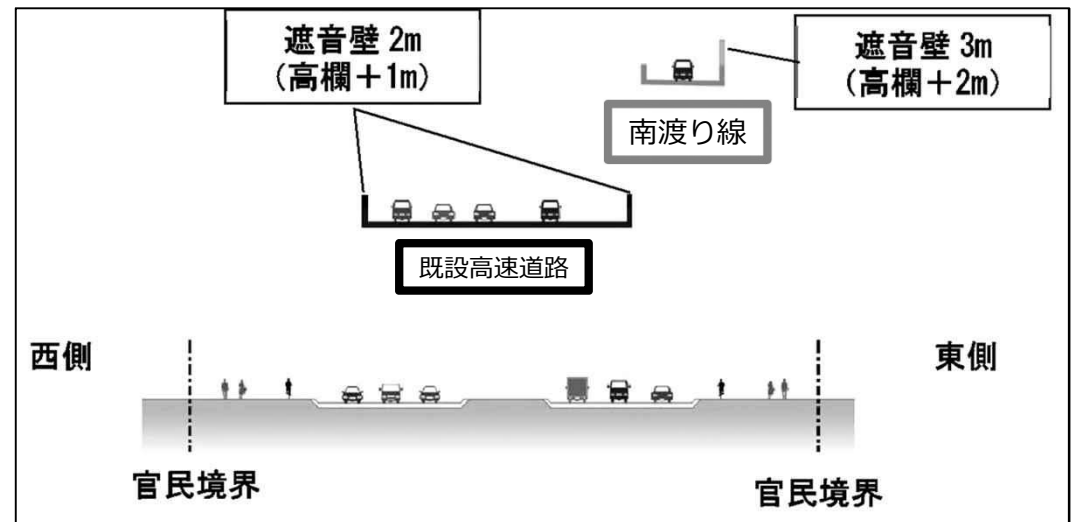 遮音壁 2m
(高欄＋1m)
遮音壁 3m
(高欄＋2m)
南渡り線
既設高速道路
西側
東側
官民境界
官民境界